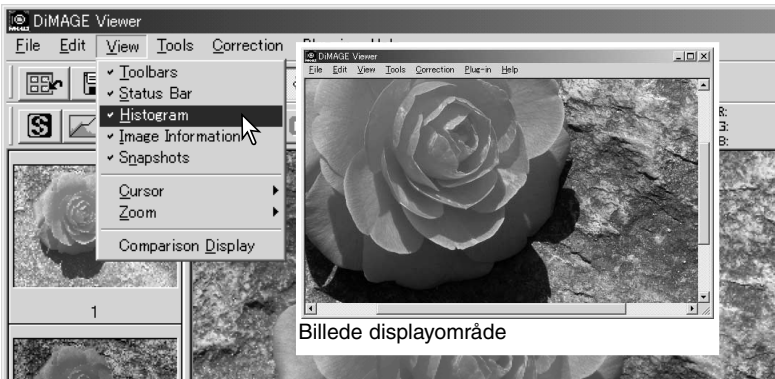 DiMAGE Viewer
File Edit View Tools Correction
Toolbars
Status Bar
Histogram
Image Information
Snapshots
Cursor
Zoom
Comparison Display
DiMAGE Viewer
File Edit View Tools Correction Plug-in Help
R:
G:
B:
1
Billede displayområde